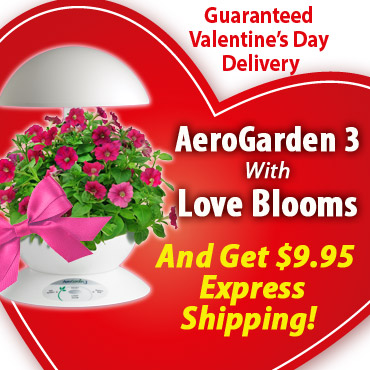 Guaranteed
Valentine's Day
Delivery
AeroGarden 3
With
Love Blooms
And Get $9.95
Express
Shipping!